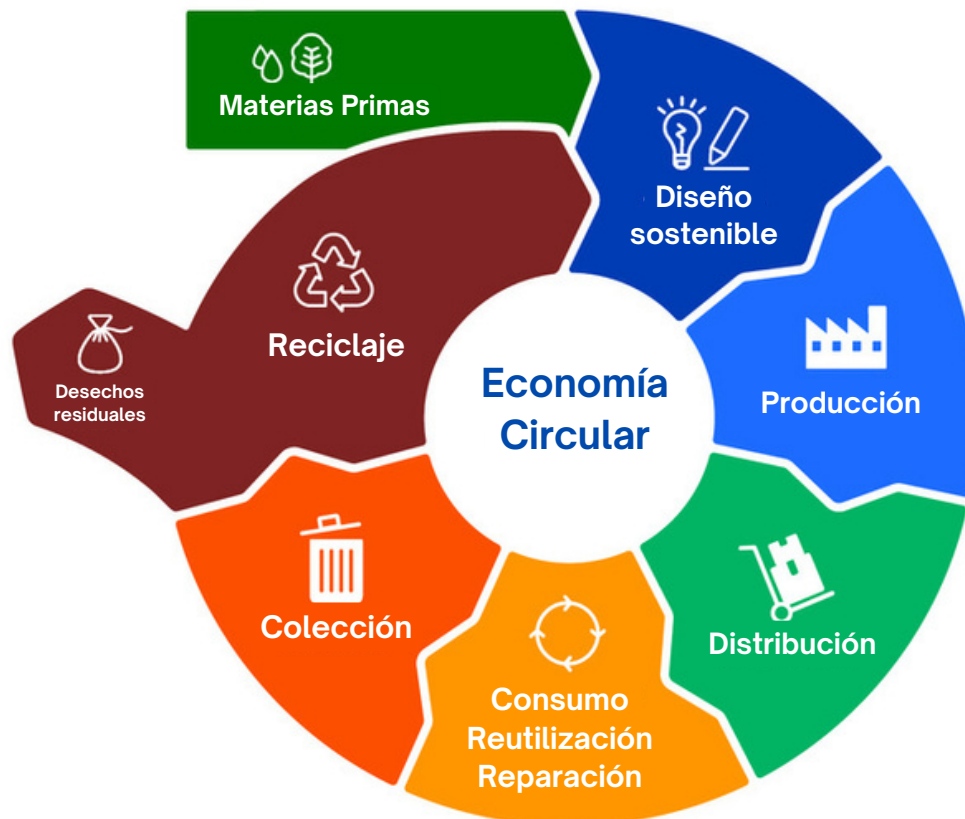 Materias Primas
Diseño
sostenible
Producción
Distribución
Consumo
Reutilización
Reparación
Colección
Reciclaje
Desechos
residuales
Economía
Circular